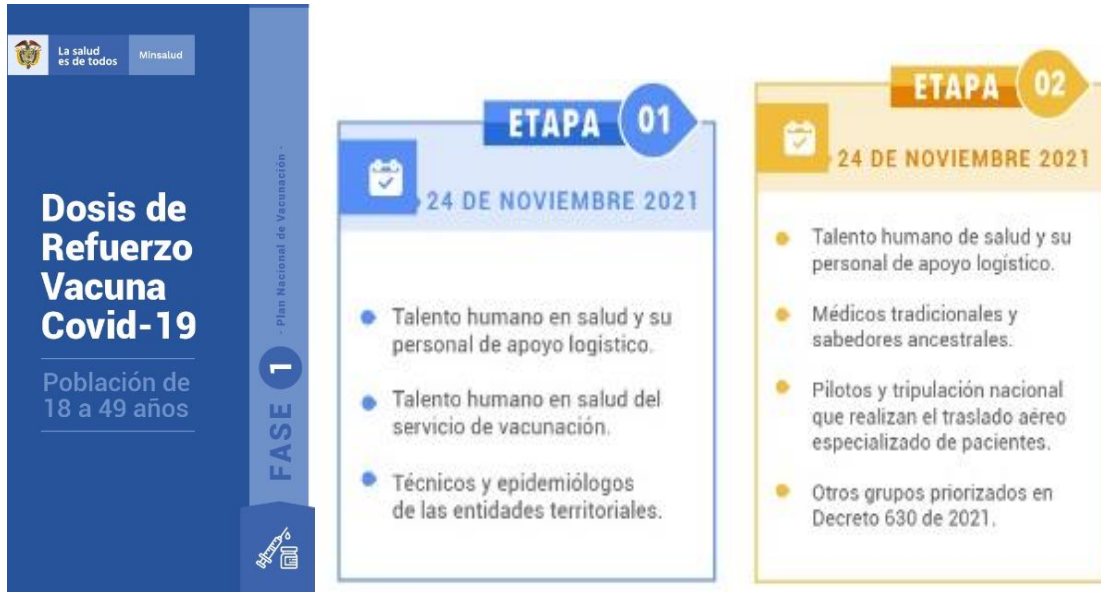 La salud
es de todos
Minsalud
Dosis de
Refuerzo
Vacuna
Covid-19
Población de
18 a 49 años
FASE 1 · Plan Nacional de Vacunación ·
ETAPA 01
24 DE NOVIEMBRE 2021
Talento humano en salud y su
personal de apoyo logístico.
Talento humano en salud del
servicio de vacunación.
Técnicos y epidemiólogos
de las entidades territoriales.
ETAPA 02
24 DE NOVIEMBRE 2021
Talento humano de salud y su
personal de apoyo logístico.
Médicos tradicionales y
sabedores ancestrales.
Pilotos y tripulación nacional
que realizan el traslado aéreo
especializado de pacientes.
Otros grupos priorizados en
Decreto 630 de 2021.